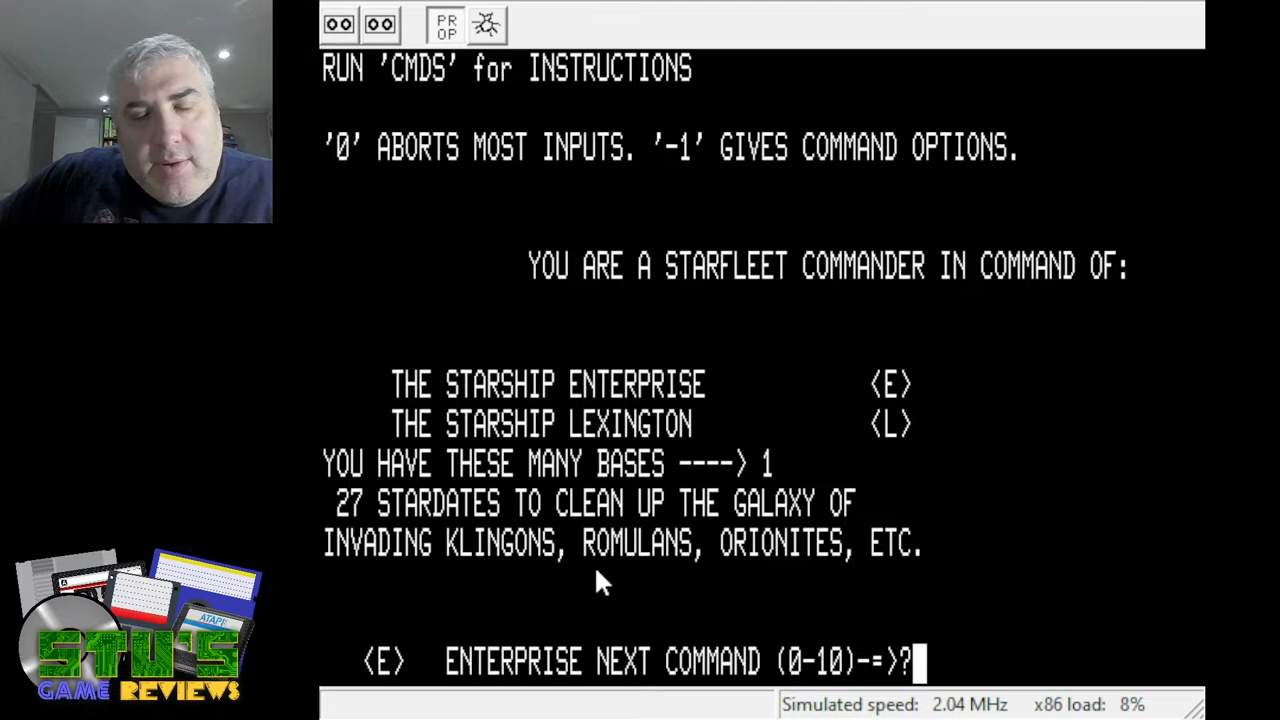 PR
OP
RUN 'CMDS' for INSTRUCTIONS
'0' ABORTS MOST INPUTS. '-1' GIVES COMMAND OPTIONS.
YOU ARE A STARFLEET COMMANDER IN COMMAND OF:
THE STARSHIP ENTERPRISE <E>
THE STARSHIP LEXINGTON <L>
YOU HAVE THESE MANY BASES ----> 1
27 STARDATES TO CLEAN UP THE GALAXY OF
INVADING KLINGONS, ROMULANS, ORIONITES, ETC.
<E> ENTERPRISE NEXT COMMAND (0-10)-=>?
ATARI
STU'S
GAME REVIEWS
Simulated speed: 2.04 MHz x86 load: 8%